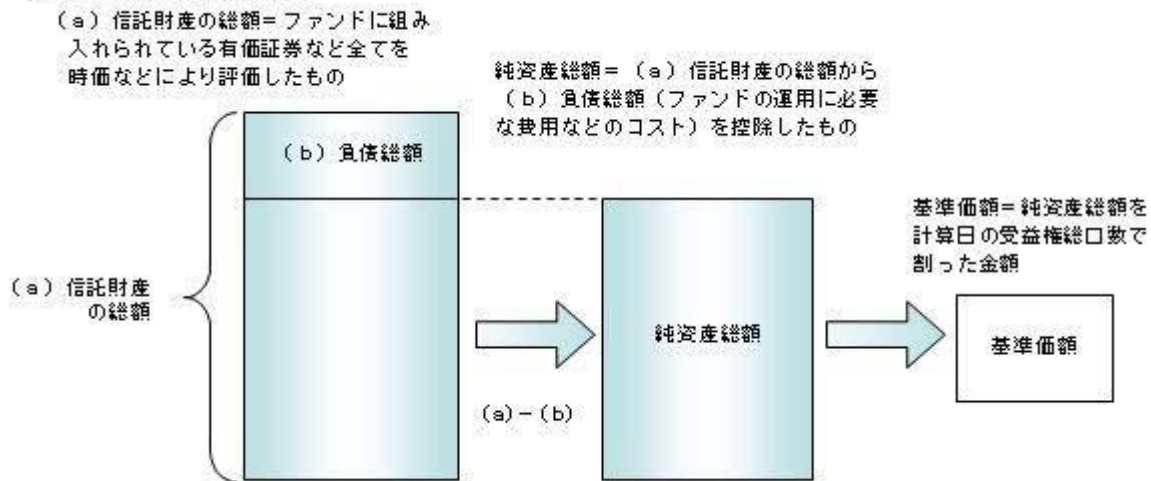 （a）信託財産の総額＝ファンドに組み
入れられている有価証券など全てを
時価などにより評価したもの
純資産総額＝（a）信託財産の総額から
（b）負債総額（ファンドの運用に必要
な費用などのコスト）を控除したもの
（b）負債総額
基準価額＝純資産総額を
計算日の受益権総口数で
割った金額
（a）信託財産
の総額
純資産総額
基準価額
（a）－（b）